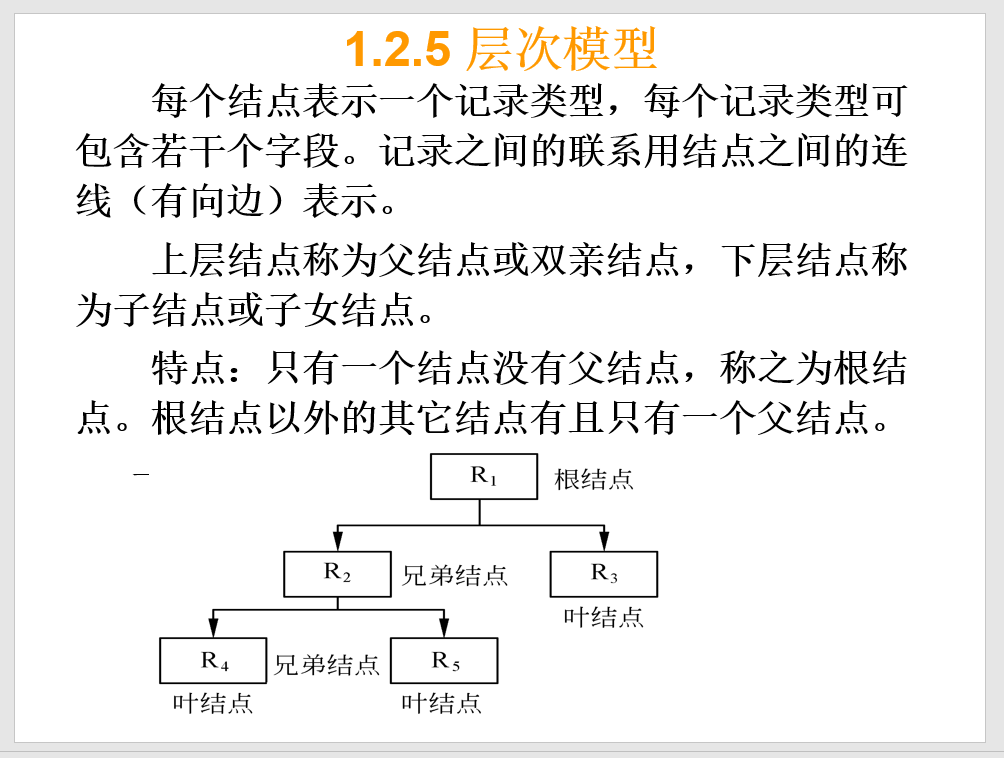 1.2.5 层次模型
每个结点表示一个记录类型，每个记录类型可
包含若干个字段。记录之间的联系用结点之间的连
线（有向边）表示。
上层结点称为父结点或双亲结点，下层结点称
为子结点或子女结点。
特点：只有一个结点没有父结点，称之为根结
点。根结点以外的其它结点有且只有一个父结点。
R₁ 根结点
R₂ 兄弟结点 R₃
叶结点
R₄ 兄弟结点 R₅
叶结点 叶结点